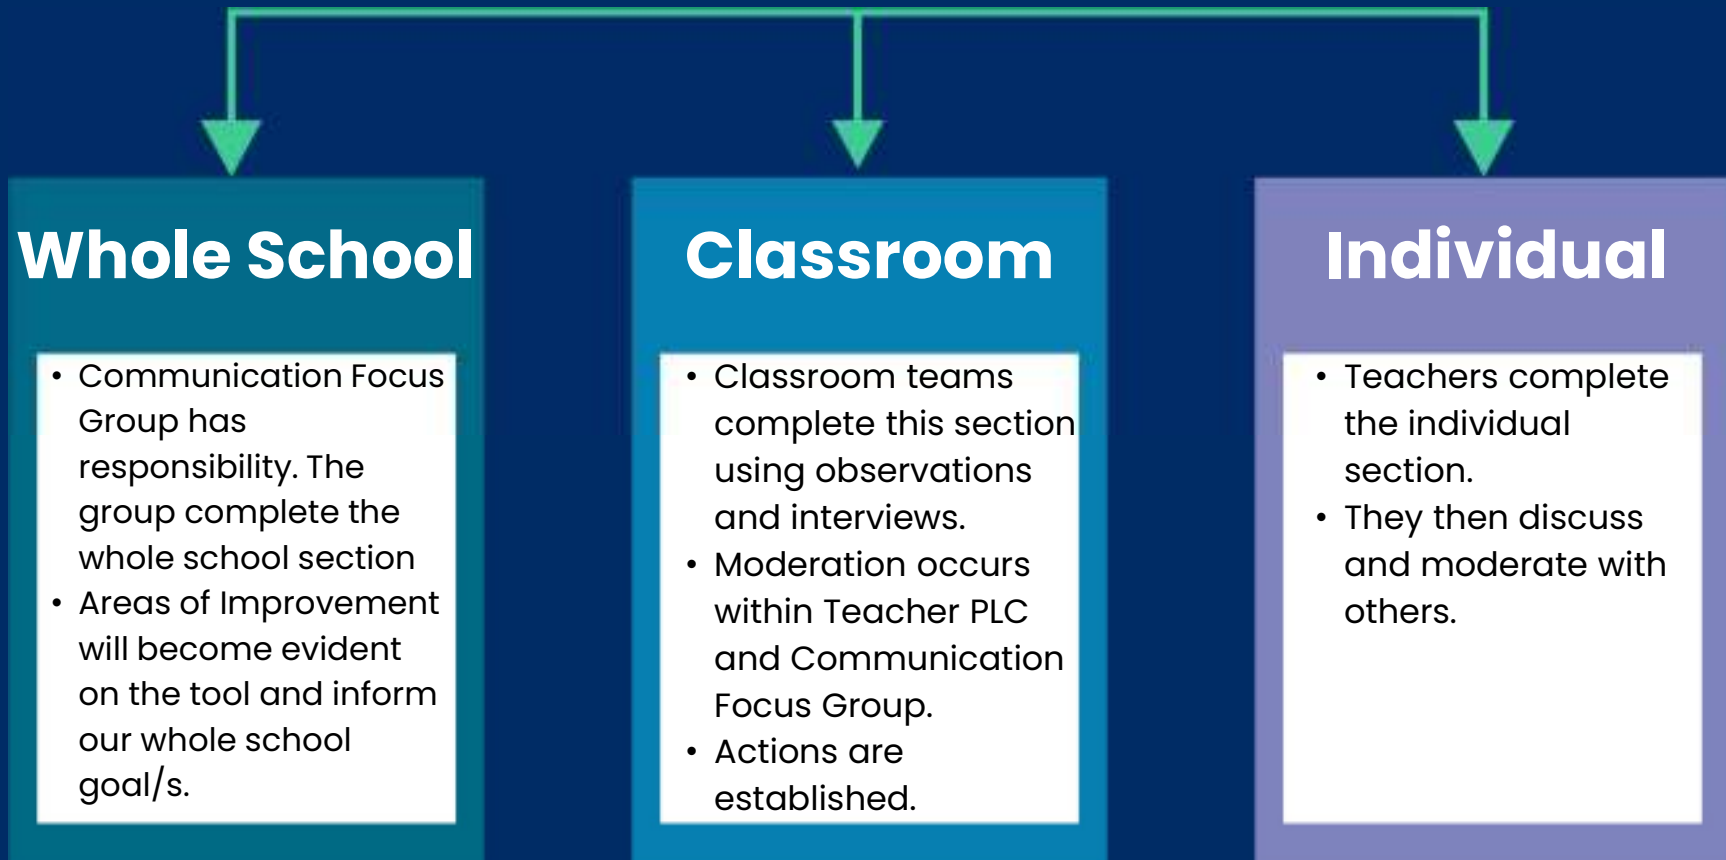 Whole School
• Communication Focus
Group has
responsibility. The
group complete the
whole school section
• Areas of Improvement
will become evident
on the tool and inform
our whole school
goal/s.
Classroom
• Classroom teams
complete this section
using observations
and interviews.
• Moderation occurs
within Teacher PLC
and Communication
Focus Group.
• Actions are
established.
Individual
• Teachers complete
the individual
section.
• They then discuss
and moderate with
others.